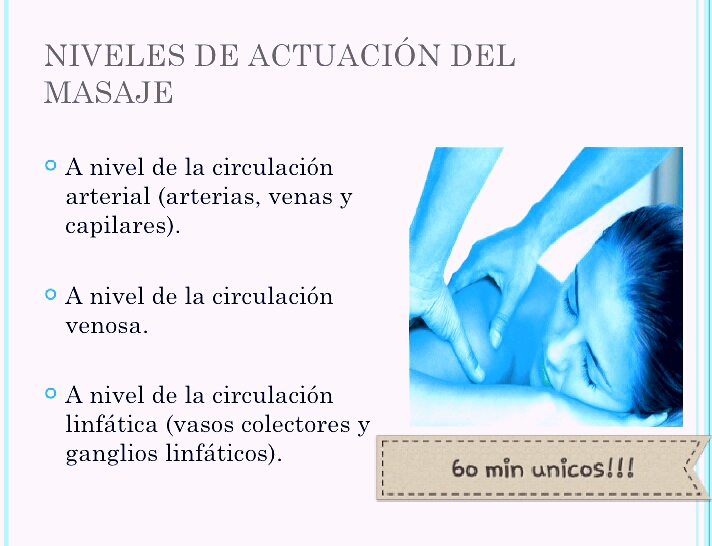 NIVELES DE ACTUACIÓN DEL
MASAJE
A nivel de la circulación
arterial (arterias, venas y
capilares).
A nivel de la circulación
venosa.
A nivel de la circulación
linfática (vasos colectores y
ganglios linfáticos).
60 min unicos!!!